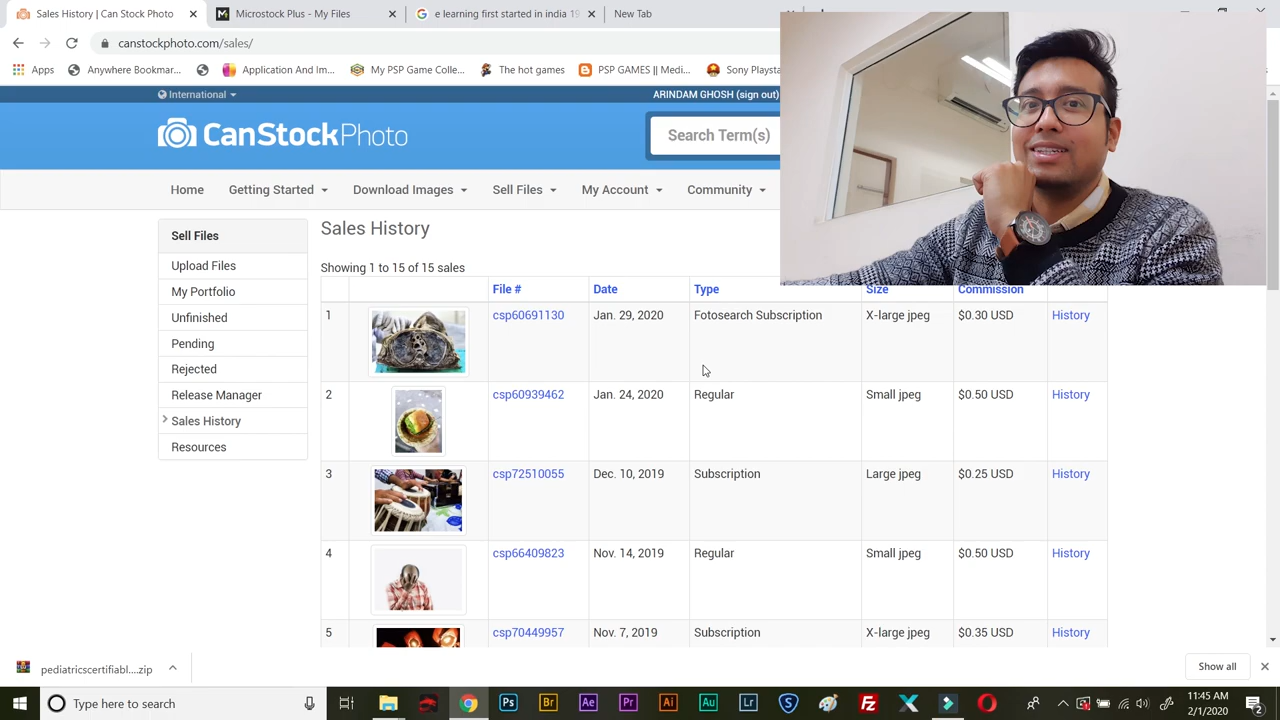 Sales History | Can Stock Photo
Microstock Plus - My Files
e learning first started in india 19
New Tab
canstockphoto.com/sales/
Apps
Anywhere Bookmar...
Application And Im...
My PSP Game Colle...
The hot games
PSP GAMES || Medi...
Sony Playsta
International
ARINDAM GHOSH (sign out)
CanStockPhoto
Search Term(s)
Home
Getting Started
Download Images
Sell Files
My Account
Community
Sell Files
Upload Files
My Portfolio
Unfinished
Pending
Rejected
Release Manager
Sales History
Resources
Sales History
Showing 1 to 15 of 15 sales
File # Date Type Size Commission
1 csp60691130 Jan. 29, 2020 Fotosearch Subscription X-large jpeg $0.30 USD History
2 csp60939462 Jan. 24, 2020 Regular Small jpeg $0.50 USD History
3 csp72510055 Dec. 10, 2019 Subscription Large jpeg $0.25 USD History
4 csp66409823 Nov. 14, 2019 Regular Small jpeg $0.50 USD History
5 csp70449957 Nov. 7, 2019 Subscription X-large jpeg $0.35 USD History
pediatricscertifiabl....zip
Show all
Type here to search
Ps Br Ae Pr Ai Au Lr
11:45 AM
2/1/2020
2